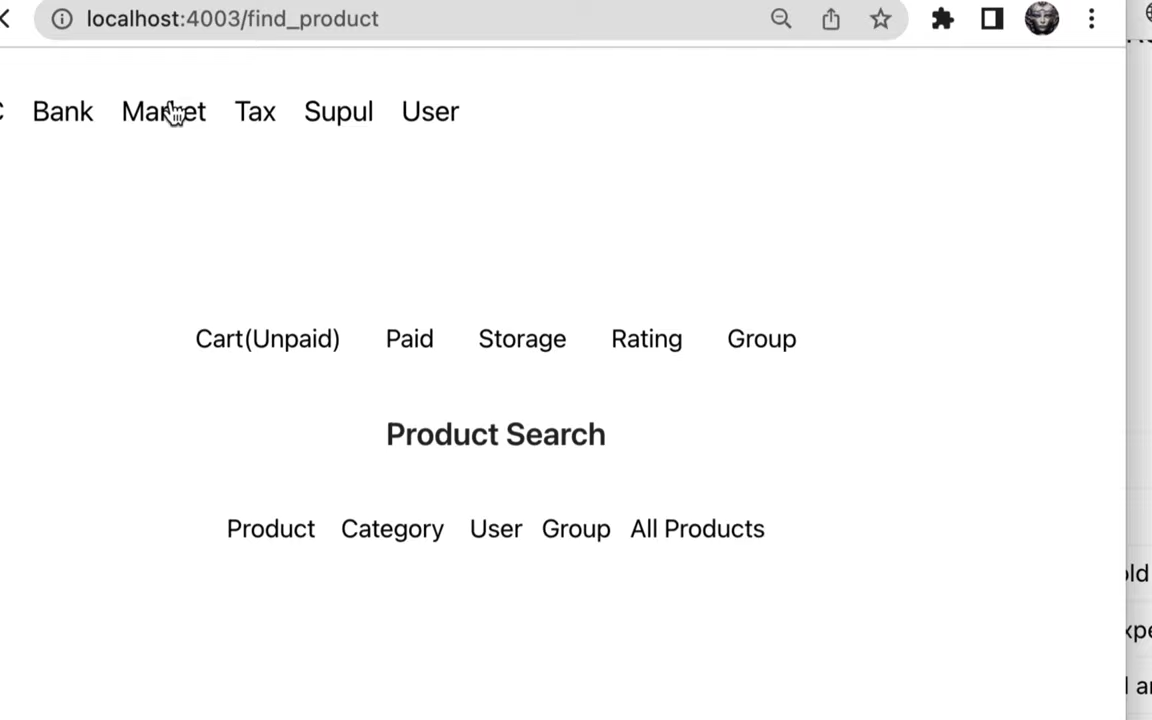 localhost:4003/find_product
Bank Market Tax Supul User
Cart(Unpaid) Paid Storage Rating Group
Product Search
Product Category User Group All Products